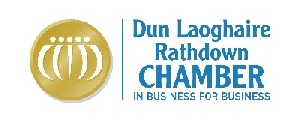 Dun Laoghaire
Rathdown
CHAMBER
IN BUSINESS FOR BUSINESS